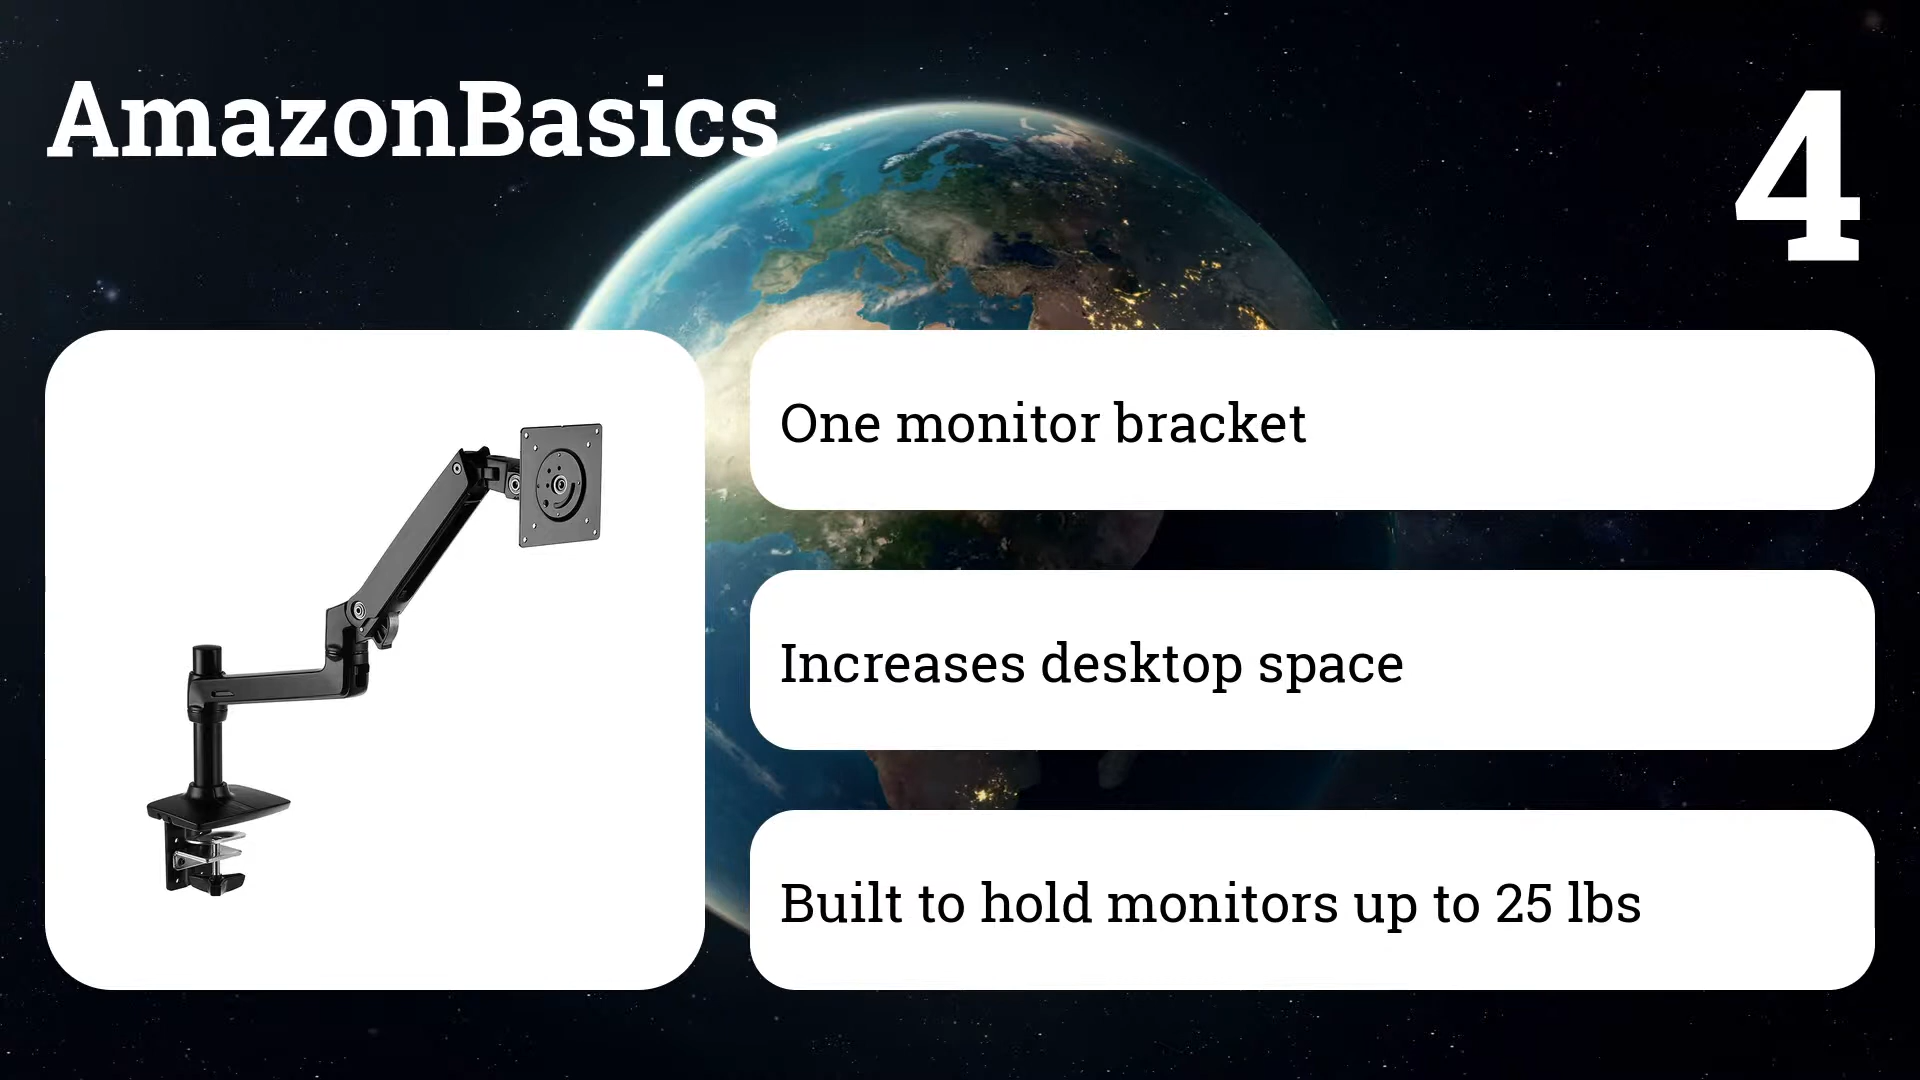 AmazonBasics
4
One monitor bracket
Increases desktop space
Built to hold monitors up to 25 lbs